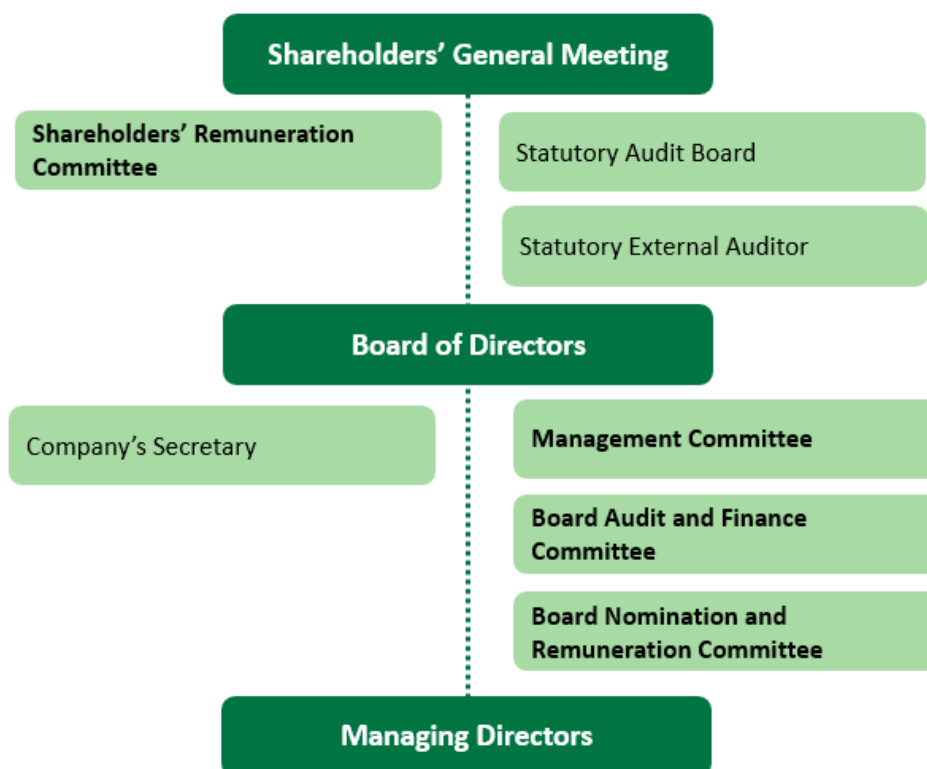 Shareholders’ General Meeting
Shareholders’ Remuneration
Committee
Statutory Audit Board
Statutory External Auditor
Board of Directors
Company’s Secretary
Management Committee
Board Audit and Finance
Committee
Board Nomination and
Remuneration Committee
Managing Directors